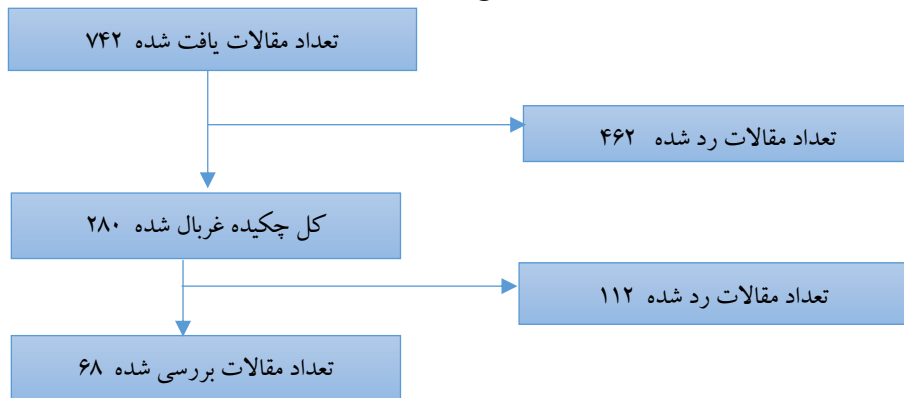 تعداد مقالات یافت شده ۷۴۲
تعداد مقالات رد شده ۴۶۲
کل چکیده غربال شده ۲۸۰
تعداد مقالات رد شده ۱۱۲
تعداد مقالات بررسی شده ۶۸